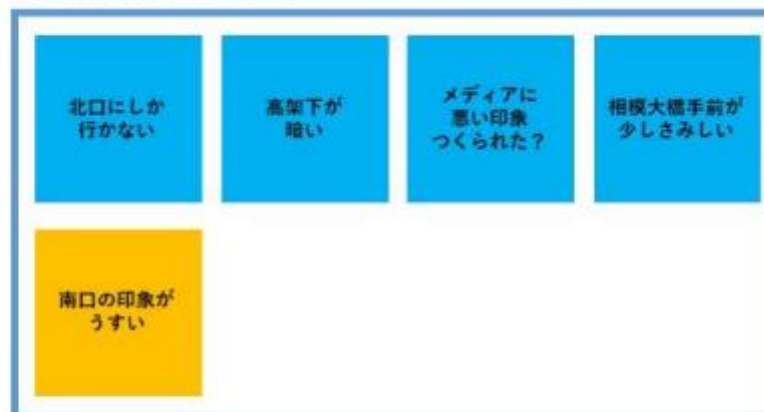 北口にしか
行かない
高架下が
暗い
メディアに
悪い印象
つくられた？
相模大橋手前が
少しさみしい
南口の印象が
うすい